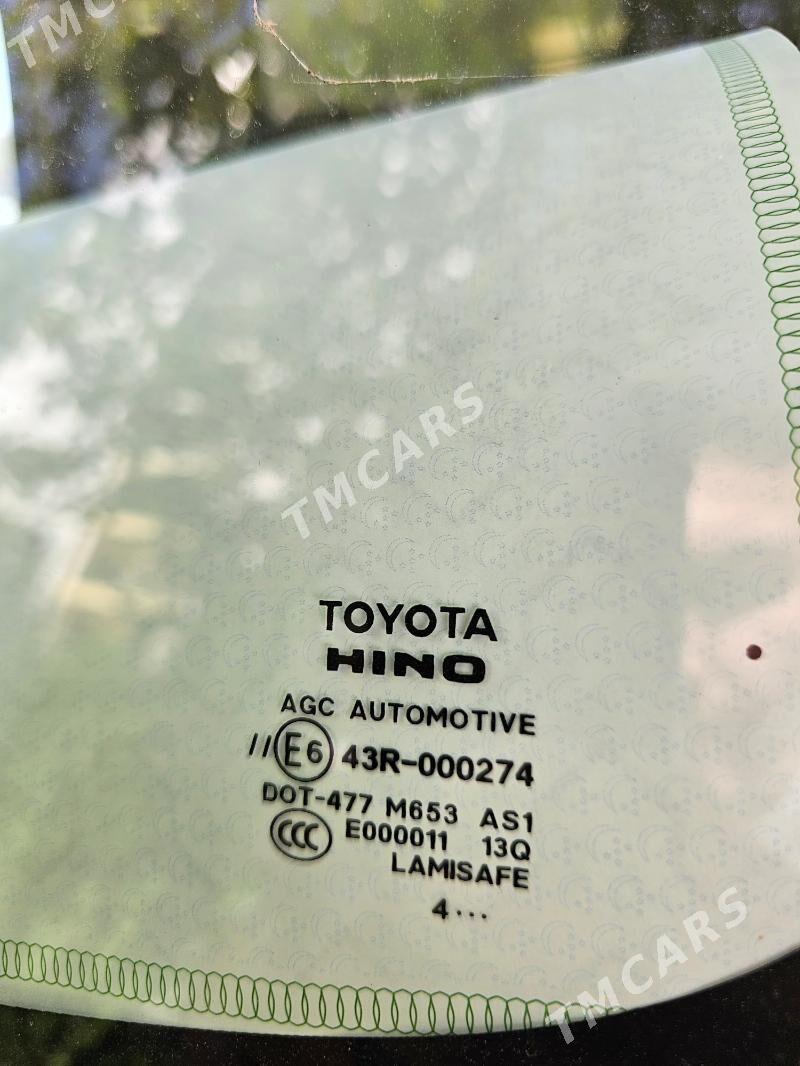 TMCARS
TMCARS
TOYOTA
HINO
AGC AUTOMOTIVE
//E6 43R-000274
DOT-477 M653 AS1
CCC E000011 13Q
LAMISAFE
4...
TMCARS